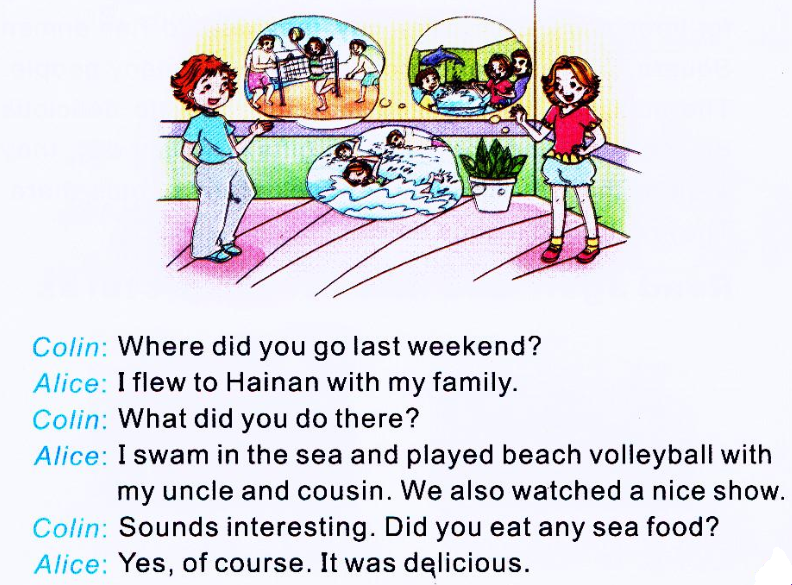 Colin: Where did you go last weekend?
Alice: I flew to Hainan with my family.
Colin: What did you do there?
Alice: I swam in the sea and played beach volleyball with
my uncle and cousin. We also watched a nice show.
Colin: Sounds interesting. Did you eat any sea food?
Alice: Yes, of course. It was delicious.